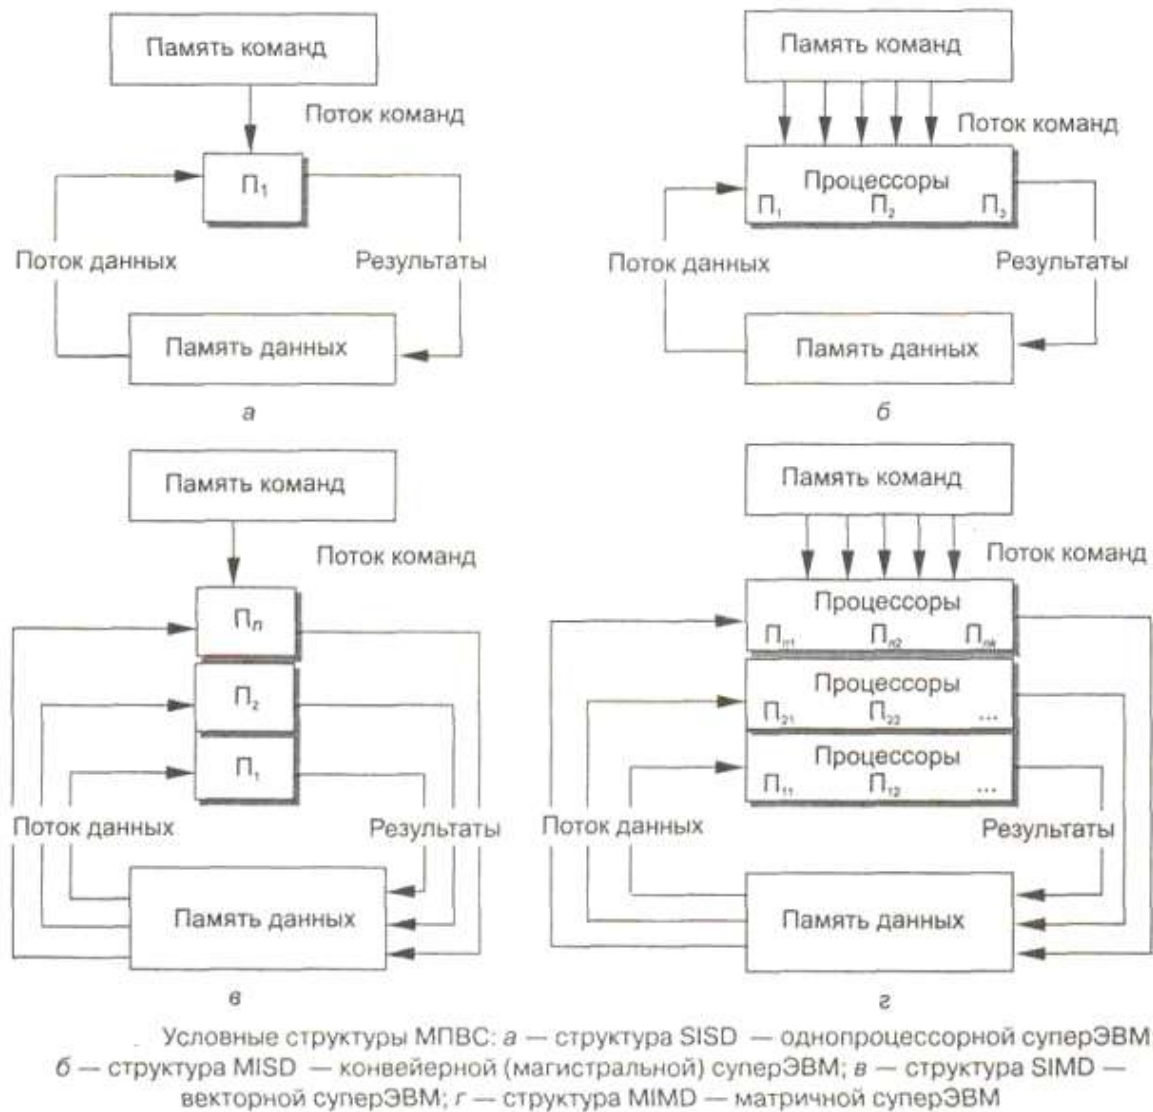 Память команд
Поток команд
П₁
Поток данных
Результаты
Память данных
а
Память команд
Поток команд
Процессоры
П₁ П₂ П₃
Поток данных
Результаты
Память данных
б
Память команд
Поток команд
Пn
П₂
П₁
Поток данных
Результаты
Память данных
в
Память команд
Поток команд
Процессоры
Пn1 Пn2 Пnk
Процессоры
П₂₁ П₂₂ ...
Процессоры
П₁₁ П₁₂ ...
Поток данных
Результаты
Память данных
г
Условные структуры МПВС: а — структура SISD — однопроцессорной суперЭВМ
б — структура MISD — конвейерной (магистральной) суперЭВМ; в — структура SIMD —
векторной суперЭВМ; г — структура MIMD — матричной суперЭВМ